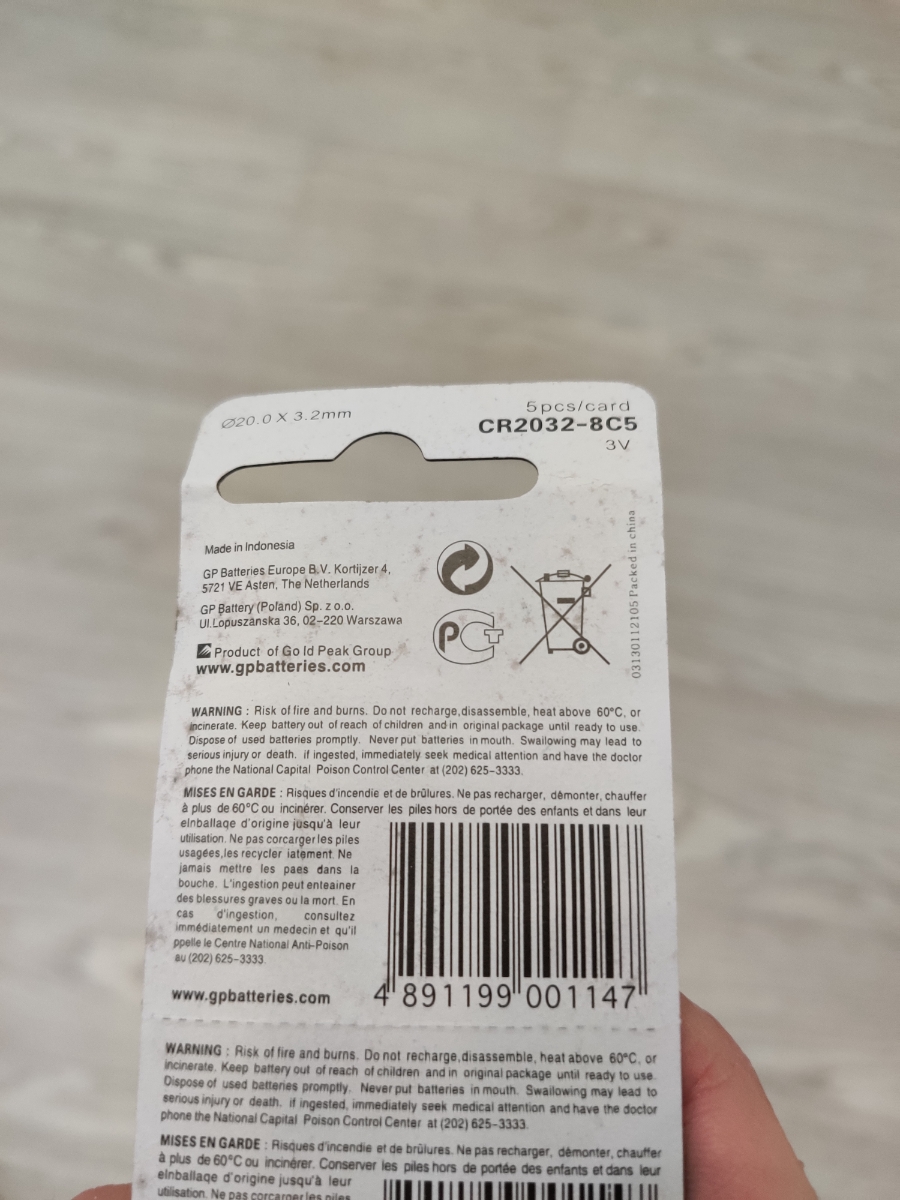 Ø20.0 X 3.2mm
5pcs/card
CR2032-8C5
3V
Made in Indonesia
GP Batteries Europe B.V. Kortijzer 4,
5721 VE Asten, The Netherlands
GP Battery (Poland) Sp. z o.o.
Ul.Lopuszanska 36, 02-220 Warszawa
Product of Gold Peak Group
www.gpbatteries.com
PCT
03130112105 Packed in china
WARNING : Risk of fire and burns. Do not recharge,disassemble, heat above 60°C, or
incinerate. Keep battery out of reach of children and in original package until ready to use.
Dispose of used batteries promptly. Never put batteries in mouth. Swailowing may lead to
serious injury or death. if ingested, immediately seek medical attention and have the doctor
phone the National Capital Poison Control Center at (202) 625-3333.
MISES EN GARDE : Risques d'incendie et de brûlures. Ne pas recharger, démonter, chauffer
à plus de 60°C ou incinérer. Conserver les piles hors de portée des enfants et dans leur
elnballaqe d'origine jusqu'à leur
utilisation. Ne pas corcarger les piles
usagées,les recycler iatement. Ne
jamais mettre les paes dans la
bouche. L'ingestion peut enteainer
des blessures graves ou la mort. En
cas d'ingestion, consultez
immédiatement un medecin et qu'il
ppelle le Centre National Anti-Poison
au (202) 625-3333.
www.gpbatteries.com
4 891199 001147
WARNING : Risk of fire and burns. Do not recharge,disassemble, heat above 60°C, or
incinerate. Keep battery out of reach of children and in original package until ready to use.
Dispose of used batteries promptly. Never put batteries in mouth. Swailowing may lead to
serious injury or death. if ingested, immediately seek medical attention and have the doctor
phone the National Capital Poison Control Center at (202) 625-3333.
MISES EN GARDE : Risques d'incendie et de brûlures. Ne pas recharger, démonter, chauffer
à plus de 60°C ou incinérer. Conserver les piles hors de portée des enfants et dans leur
elnballaqe d'origine jusqu'à leur
utilisation. Ne pas corcarger les piles